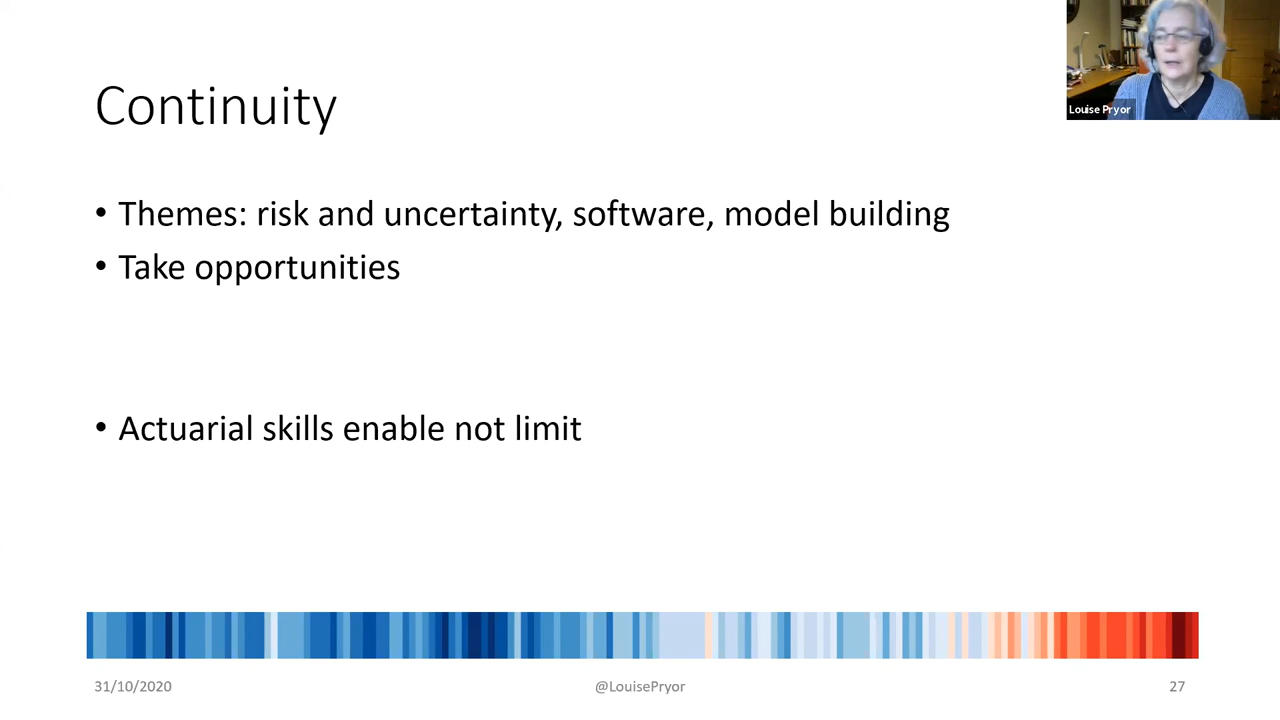 Louise Pryor
Continuity
• Themes: risk and uncertainty, software, model building
• Take opportunities
• Actuarial skills enable not limit
31/10/2020
@LouisePryor
27